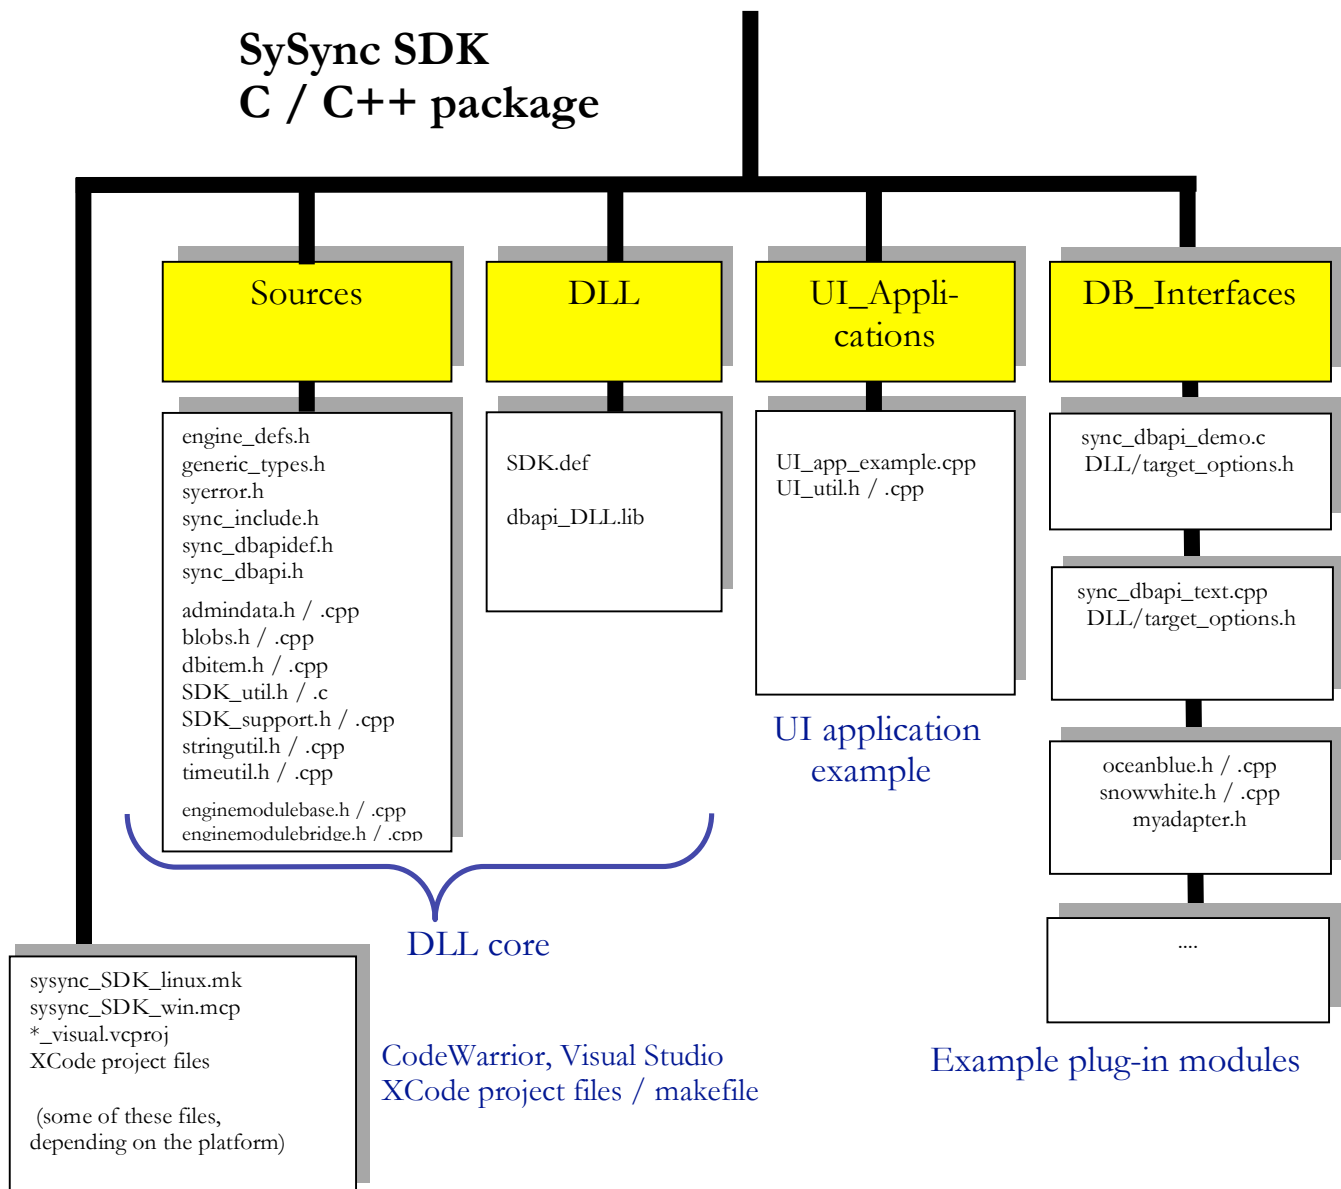 SySync SDK
C / C++ package
Sources
DLL
UI_Appli-
cations
DB_Interfaces
engine_defs.h
generic_types.h
syerror.h
sync_include.h
sync_dbapidef.h
sync_dbapi.h
admindata.h / .cpp
blobs.h / .cpp
dbitem.h / .cpp
SDK_util.h / .c
SDK_support.h / .cpp
stringutil.h / .cpp
timeutil.h / .cpp
enginemodulebase.h / .cpp
enginemodulebridge.h / .cpp
SDK.def
dbapi_DLL.lib
UI_app_example.cpp
UI_util.h / .cpp
UI application
example
sync_dbapi_demo.c
DLL/target_options.h
sync_dbapi_text.cpp
DLL/target_options.h
oceanblue.h / .cpp
snowwhite.h / .cpp
myadapter.h
....
Example plug-in modules
DLL core
sysync_SDK_linux.mk
sysync_SDK_win.mcp
*_visual.vcproj
XCode project files
(some of these files,
depending on the platform)
CodeWarrior, Visual Studio
XCode project files / makefile